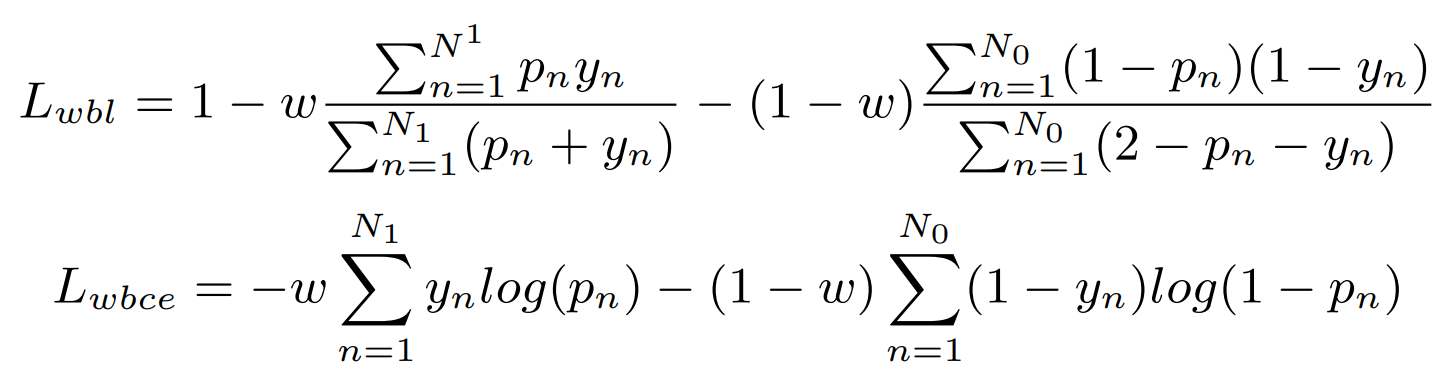 L_{wbl} = 1 - w \frac{\sum_{n=1}^{N^1} p_n y_n}{\sum_{n=1}^{N_1} (p_n + y_n)} - (1 - w) \frac{\sum_{n=1}^{N_0} (1 - p_n)(1 - y_n)}{\sum_{n=1}^{N_0} (2 - p_n - y_n)}
L_{wbce} = -w \sum_{n=1}^{N_1} y_n log(p_n) - (1 - w) \sum_{n=1}^{N_0} (1 - y_n) log(1 - p_n)